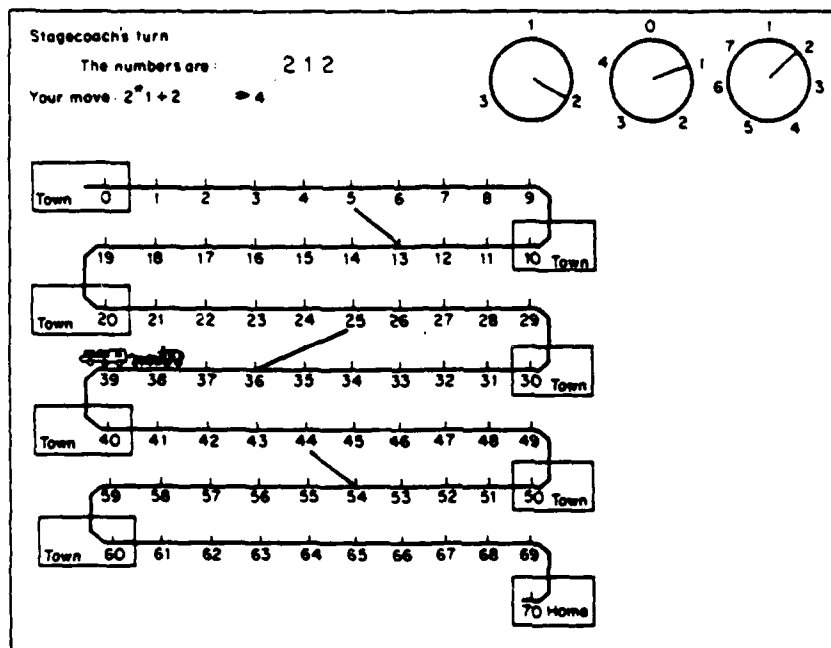 Stagecoach's turn
The numbers are: 2 1 2
Your move: 2*1+2 ⇒ 4
1 2 3
0 1 2 3 4
1 2 3 4 5 6 7
Town 0 1 2 3 4 5 6 7 8 9
19 18 17 16 15 14 13 12 11 10 Town
Town 20 21 22 23 24 25 26 27 28 29
39 38 37 36 35 34 33 32 31 30 Town
Town 40 41 42 43 44 45 46 47 48 49
59 58 57 56 55 54 53 52 51 50 Town
Town 60 61 62 63 64 65 66 67 68 69
70 Home